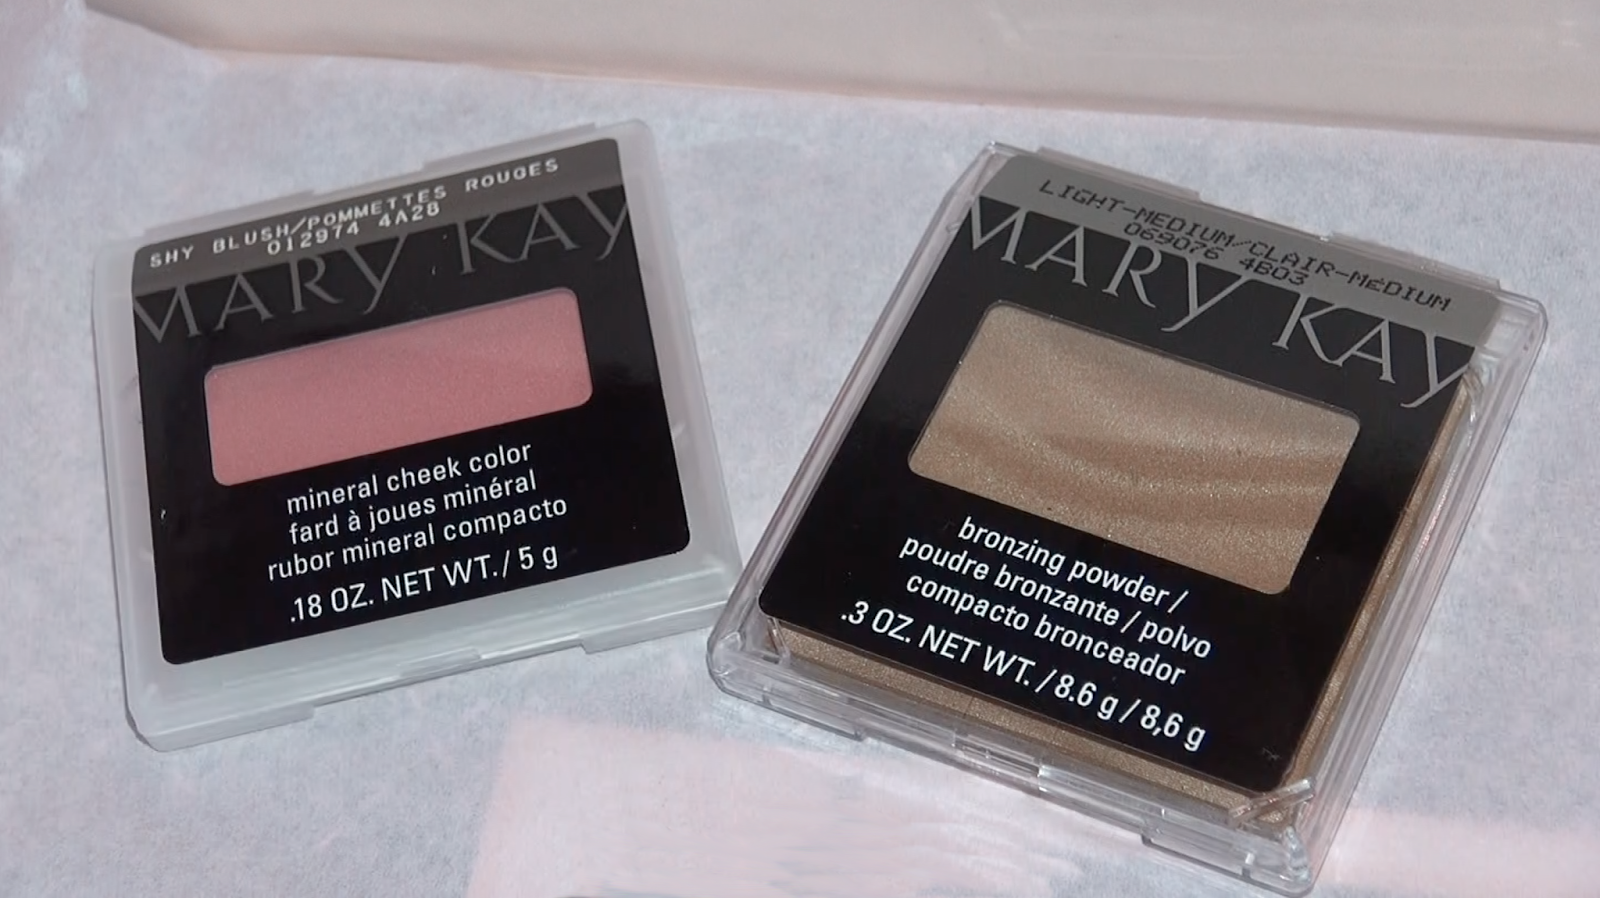 SHY BLUSH/POMMETTES ROUGES
012974 4A28
MARY KAY
mineral cheek color
fard à joues minéral
rubor mineral compacto
.18 OZ. NET WT. / 5 g
LIGHT-MEDIUM/CLAIR-MEDIUM
069076 4B03
MARY KAY
bronzing powder /
poudre bronzante / polvo
compacto bronceador
.3 OZ. NET WT. / 8.6 g / 8,6 g